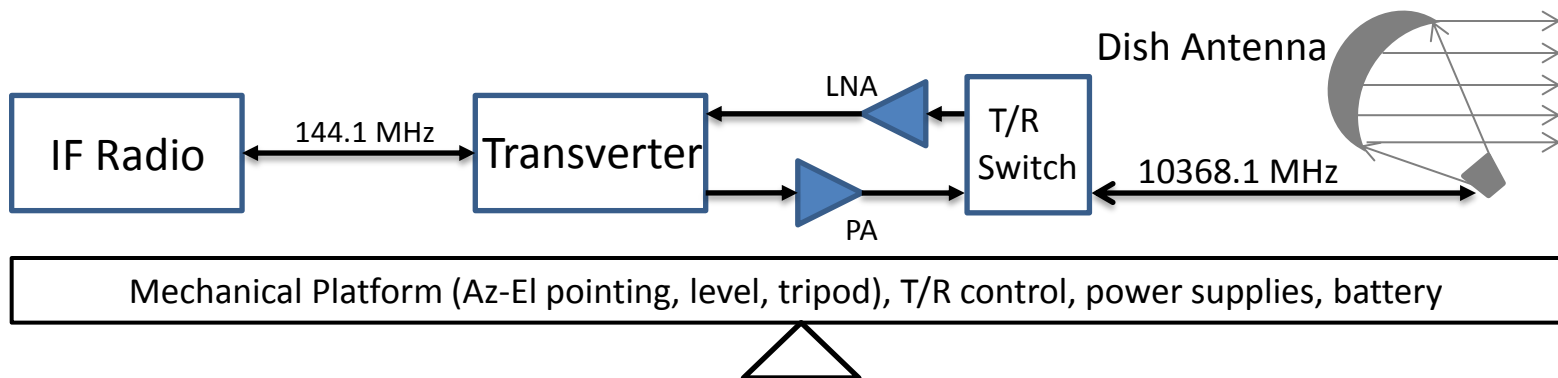 Dish Antenna
LNA
IF Radio
144.1 MHz
Transverter
T/R
Switch
10368.1 MHz
PA
Mechanical Platform (Az-El pointing, level, tripod), T/R control, power supplies, battery